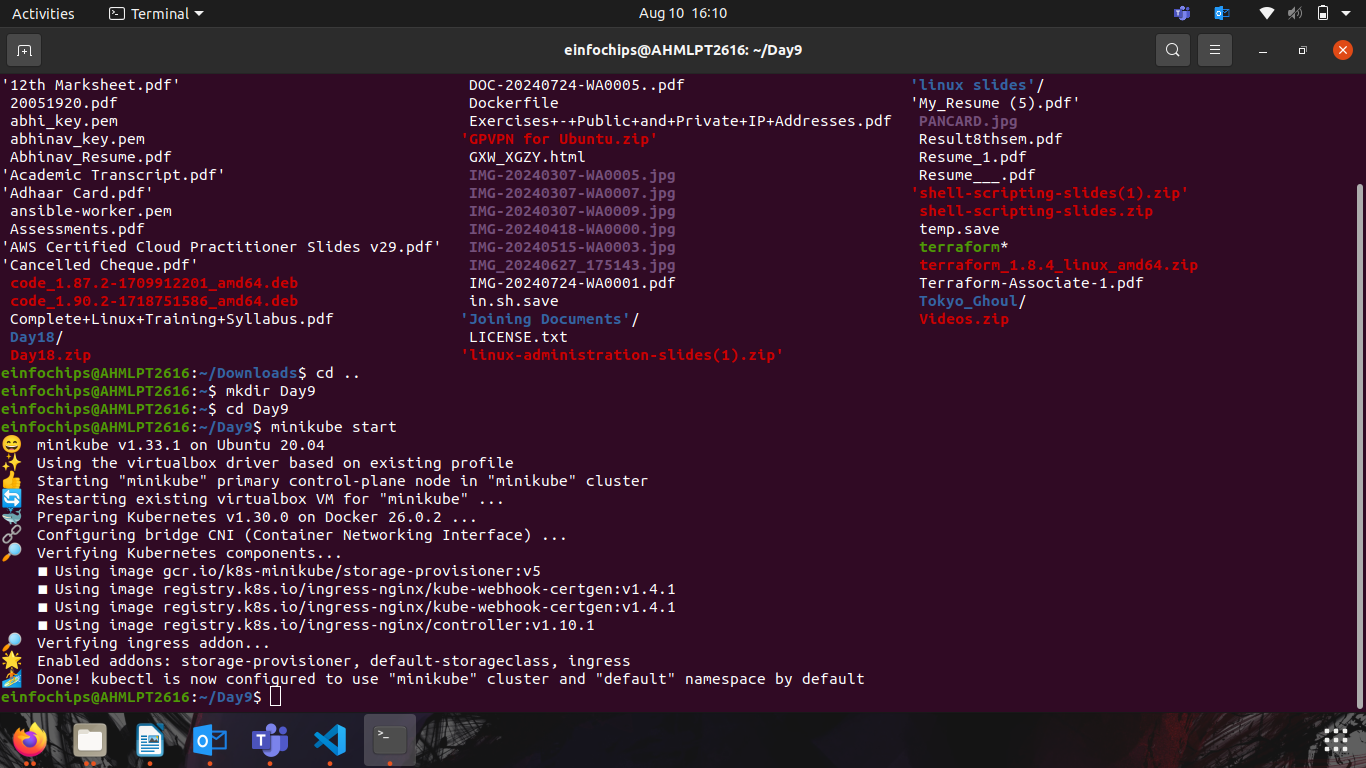 Activities Terminal Aug 10 16:10
einfochips@AHMLPT2616: ~/Day9
'12th Marksheet.pdf' DOC-20240724-WA0005..pdf 'linux slides'/
20051920.pdf Dockerfile 'My_Resume (5).pdf'
abhi_key.pem Exercises+-+Public+and+Private+IP+Addresses.pdf PANCARD.jpg
abhinav_key.pem 'GPVPN for Ubuntu.zip' Result8thsem.pdf
Abhinav_Resume.pdf GXW_XGZY.html Resume_1.pdf
'Academic Transcript.pdf' IMG-20240307-WA0005.jpg Resume___.pdf
'Adhaar Card.pdf' IMG-20240307-WA0007.jpg 'shell-scripting-slides(1).zip'
ansible-worker.pem IMG-20240307-WA0009.jpg shell-scripting-slides.zip
Assessments.pdf IMG-20240418-WA0000.jpg temp.save
'AWS Certified Cloud Practitioner Slides v29.pdf' IMG-20240515-WA0003.jpg terraform*
'Cancelled Cheque.pdf' IMG_20240627_175143.jpg terraform_1.8.4_linux_amd64.zip
code_1.87.2-1709912201_amd64.deb IMG-20240724-WA0001.pdf Terraform-Associate-1.pdf
code_1.90.2-1718751586_amd64.deb in.sh.save Tokyo_Ghoul/
Complete+Linux+Training+Syllabus.pdf 'Joining Documents'/ Videos.zip
Day18/ LICENSE.txt
Day18.zip 'linux-administration-slides(1).zip'
einfochips@AHMLPT2616:~/Downloads$ cd ..
einfochips@AHMLPT2616:~$ mkdir Day9
einfochips@AHMLPT2616:~$ cd Day9
einfochips@AHMLPT2616:~/Day9$ minikube start
😄 minikube v1.33.1 on Ubuntu 20.04
✨ Using the virtualbox driver based on existing profile
👍 Starting "minikube" primary control-plane node in "minikube" cluster
🔄 Restarting existing virtualbox VM for "minikube" ...
🐳 Preparing Kubernetes v1.30.0 on Docker 26.0.2 ...
🔗 Configuring bridge CNI (Container Networking Interface) ...
🔎 Verifying Kubernetes components...
■ Using image gcr.io/k8s-minikube/storage-provisioner:v5
■ Using image registry.k8s.io/ingress-nginx/kube-webhook-certgen:v1.4.1
■ Using image registry.k8s.io/ingress-nginx/kube-webhook-certgen:v1.4.1
■ Using image registry.k8s.io/ingress-nginx/controller:v1.10.1
🔎 Verifying ingress addon...
🌟 Enabled addons: storage-provisioner, default-storageclass, ingress
🏄 Done! kubectl is now configured to use "minikube" cluster and "default" namespace by default
einfochips@AHMLPT2616:~/Day9$